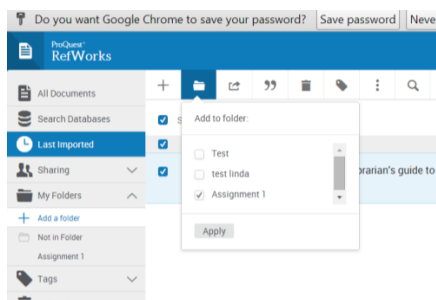 Do you want Google Chrome to save your password? Save password Neve
ProQuest
RefWorks
All Documents
Search Databases
Last Imported
Sharing
My Folders
Add a folder
Not in Folder
Assignment 1
Tags
S
Add to folder:
Test
test linda
Assignment 1
Apply
rarian's guide to